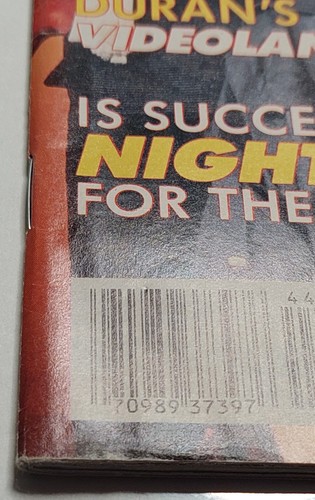 DURAN'S
VIDEOLAN
IS SUCCE
NIGHT
FOR THE
44
70989 37397